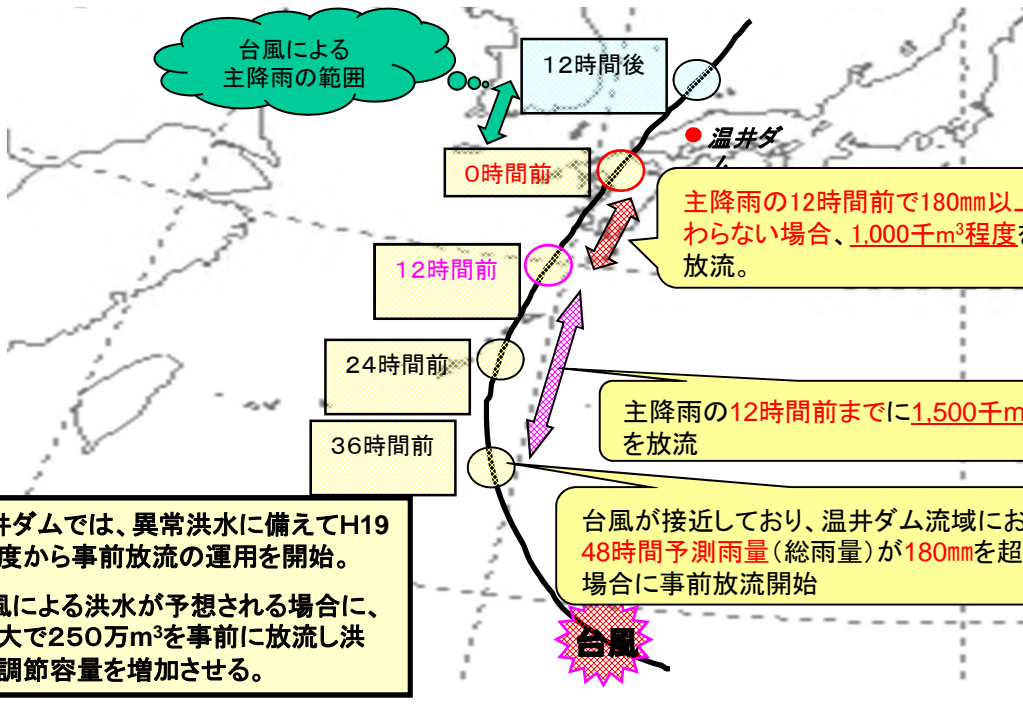 台風による
主降雨の範囲
12時間後
温井ダ
ム
0時間前
主降雨の12時間前で180㎜以上
わらない場合、1,000千m³程度を
放流。
12時間前
24時間前
主降雨の12時間前までに1,500千m
を放流
36時間前
台風が接近しており、温井ダム流域にお
48時間予測雨量（総雨量）が180㎜を超
場合に事前放流開始
井ダムでは、異常洪水に備えてH19
度から事前放流の運用を開始。
風による洪水が予想される場合に、
大で250万m³を事前に放流し洪
調節容量を増加させる。
台風